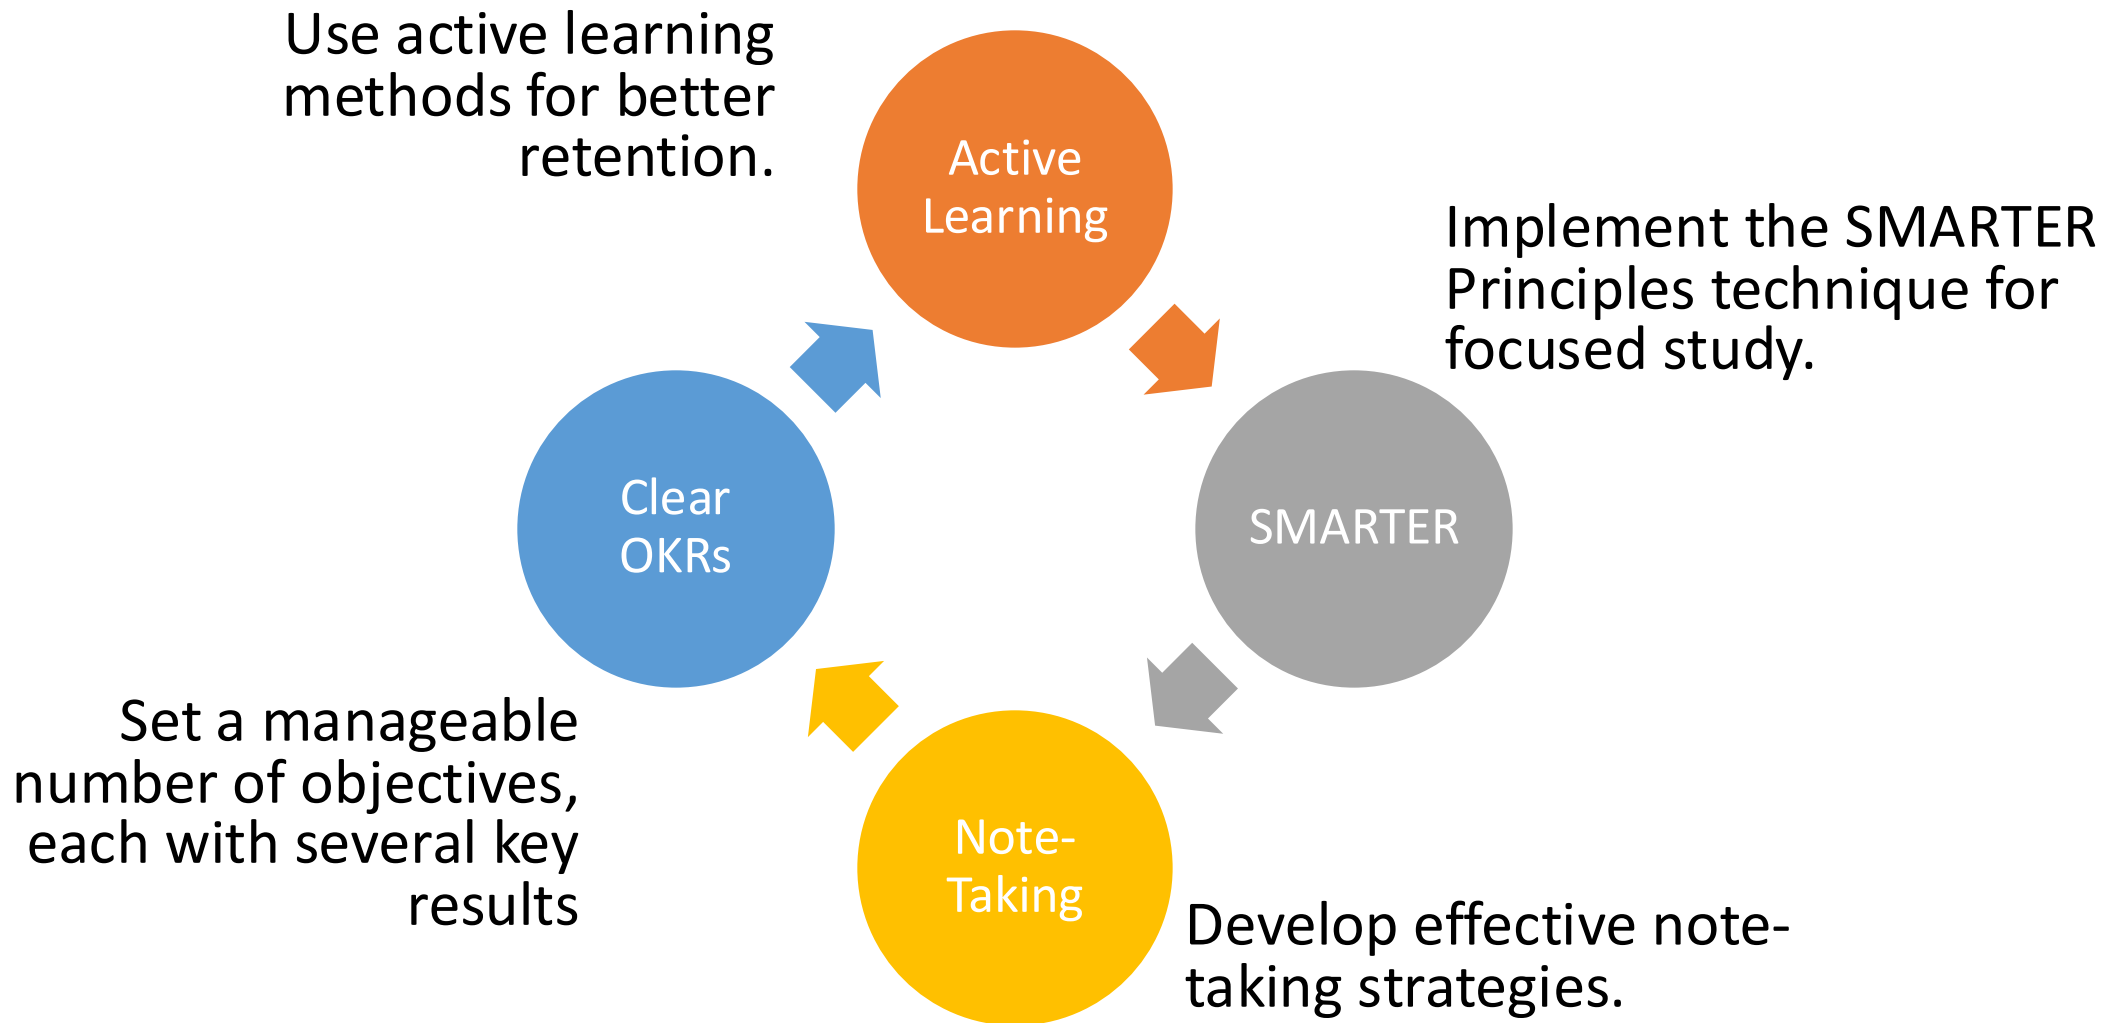 Use active learning
methods for better
retention.
Active
Learning
Implement the SMARTER
Principles technique for
focused study.
Clear
OKRs
SMARTER
Set a manageable
number of objectives,
each with several key
results
Note-
Taking
Develop effective note-
taking strategies.